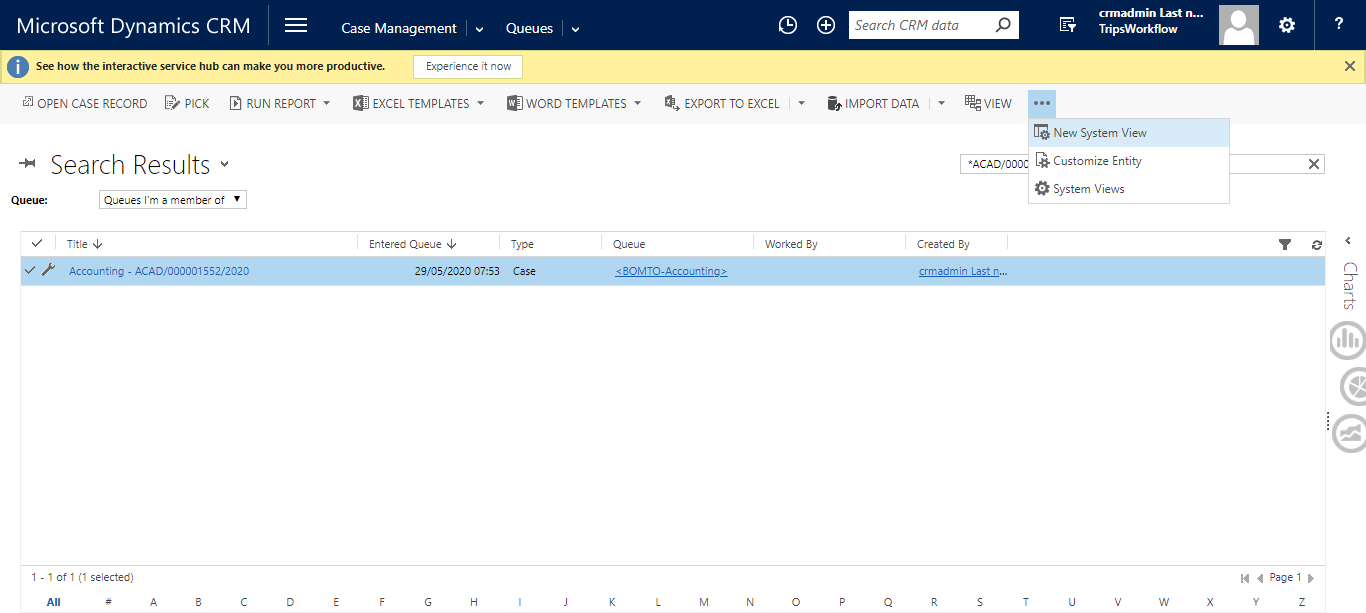 Microsoft Dynamics CRM
Case Management
Queues
Search CRM data
crmadmin Last n...
TripsWorkflow
?
See how the interactive service hub can make you more productive.
Experience it now
OPEN CASE RECORD
PICK
RUN REPORT
EXCEL TEMPLATES
WORD TEMPLATES
EXPORT TO EXCEL
IMPORT DATA
VIEW
New System View
Customize Entity
System Views
Search Results
*ACAD/0000
Queue:
Queues I'm a member of
Title
Entered Queue
Type
Queue
Worked By
Created By
Accounting - ACAD/000001552/2020
29/05/2020 07:53
Case
<BOMTO-Accounting>
crmadmin Last n...
Charts
1 - 1 of 1 (1 selected)
Page 1
All # A B C D E F G H I J K L M N O P Q R S T U V W X Y Z